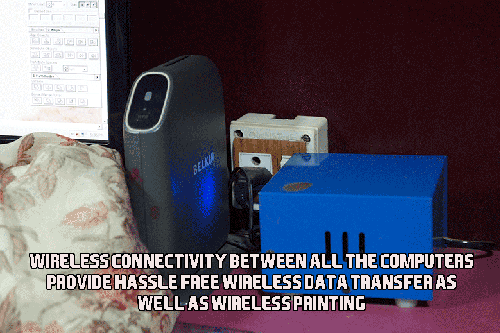 BELKIN
WIRELESS CONNECTIVITY BETWEEN ALL THE COMPUTERS
PROVIDE HASSLE FREE WIRELESS DATA TRANSFER AS
WELL AS WIRELESS PRINTING